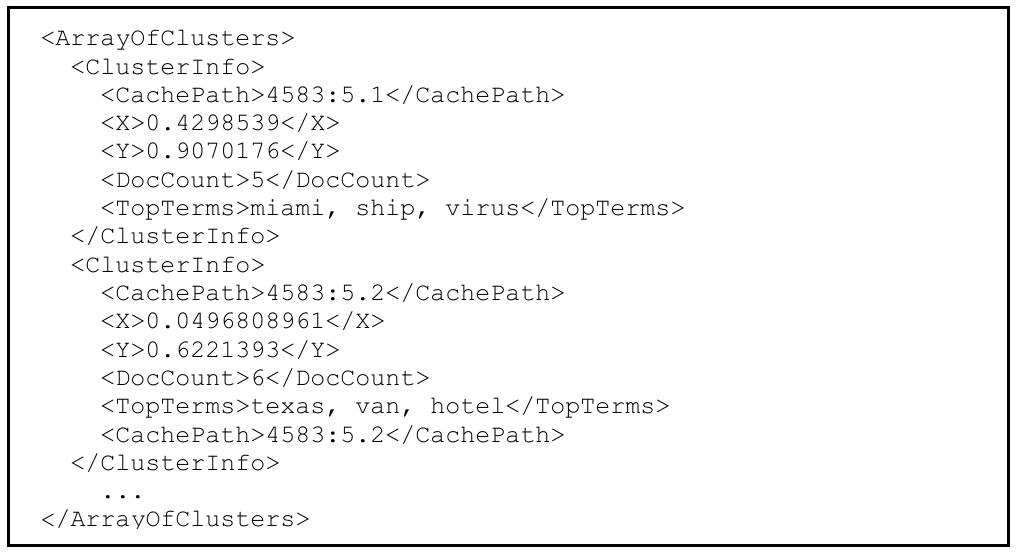 <ArrayOfClusters>
<ClusterInfo>
<CachePath>4583:5.1</CachePath>
<X>0.4298539</X>
<Y>0.9070176</Y>
<DocCount>5</DocCount>
<TopTerms>miami, ship, virus</TopTerms>
</ClusterInfo>
<ClusterInfo>
<CachePath>4583:5.2</CachePath>
<X>0.0496808961</X>
<Y>0.6221393</Y>
<DocCount>6</DocCount>
<TopTerms>texas, van, hotel</TopTerms>
<CachePath>4583:5.2</CachePath>
</ClusterInfo>
...
</ArrayOfClusters>